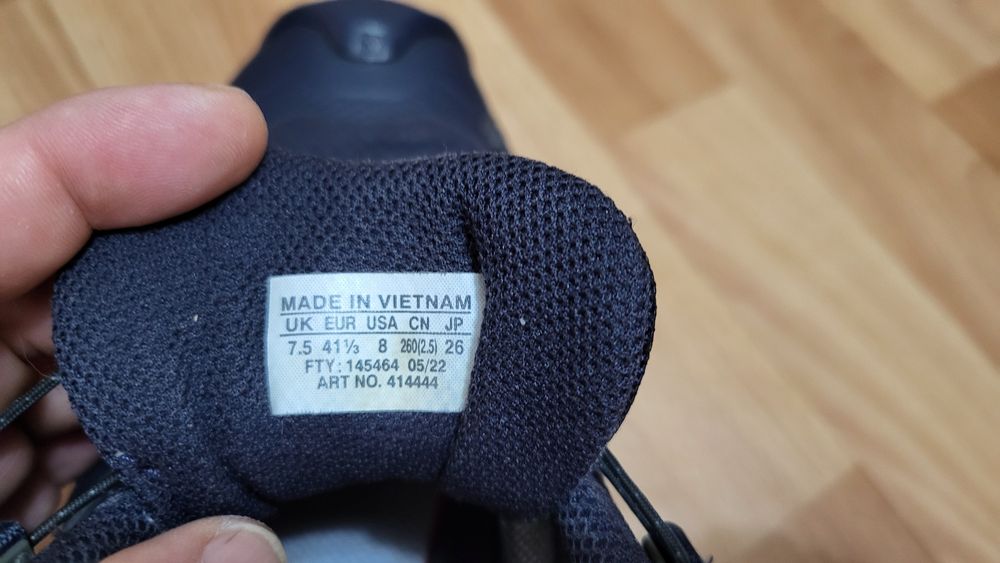 MADE IN VIETNAM
UK EUR USA CN JP
7.5 41⅓ 8 260(2.5) 26
FTY: 145464 05/22
ART NO. 414444